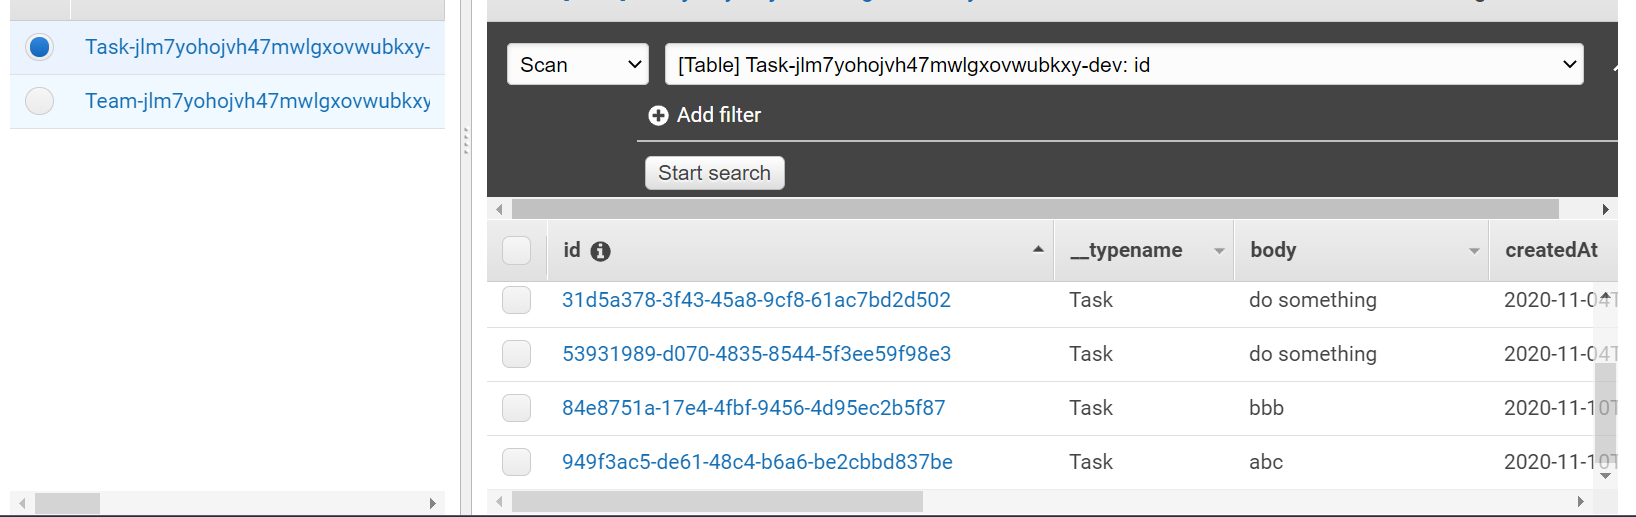 Task-jlm7yohojvh47mwlgxovwubkxy-
Team-jlm7yohojvh47mwlgxovwubkxy
Scan
[Table] Task-jlm7yohojvh47mwlgxovwubkxy-dev: id
Add filter
Start search
id __typename body createdAt
31d5a378-3f43-45a8-9cf8-61ac7bd2d502 Task do something 2020-11-04T
53931989-d070-4835-8544-5f3ee59f98e3 Task do something 2020-11-04T
84e8751a-17e4-4fbf-9456-4d95ec2b5f87 Task bbb 2020-11-10T
949f3ac5-de61-48c4-b6a6-be2cbbd837be Task abc 2020-11-10T